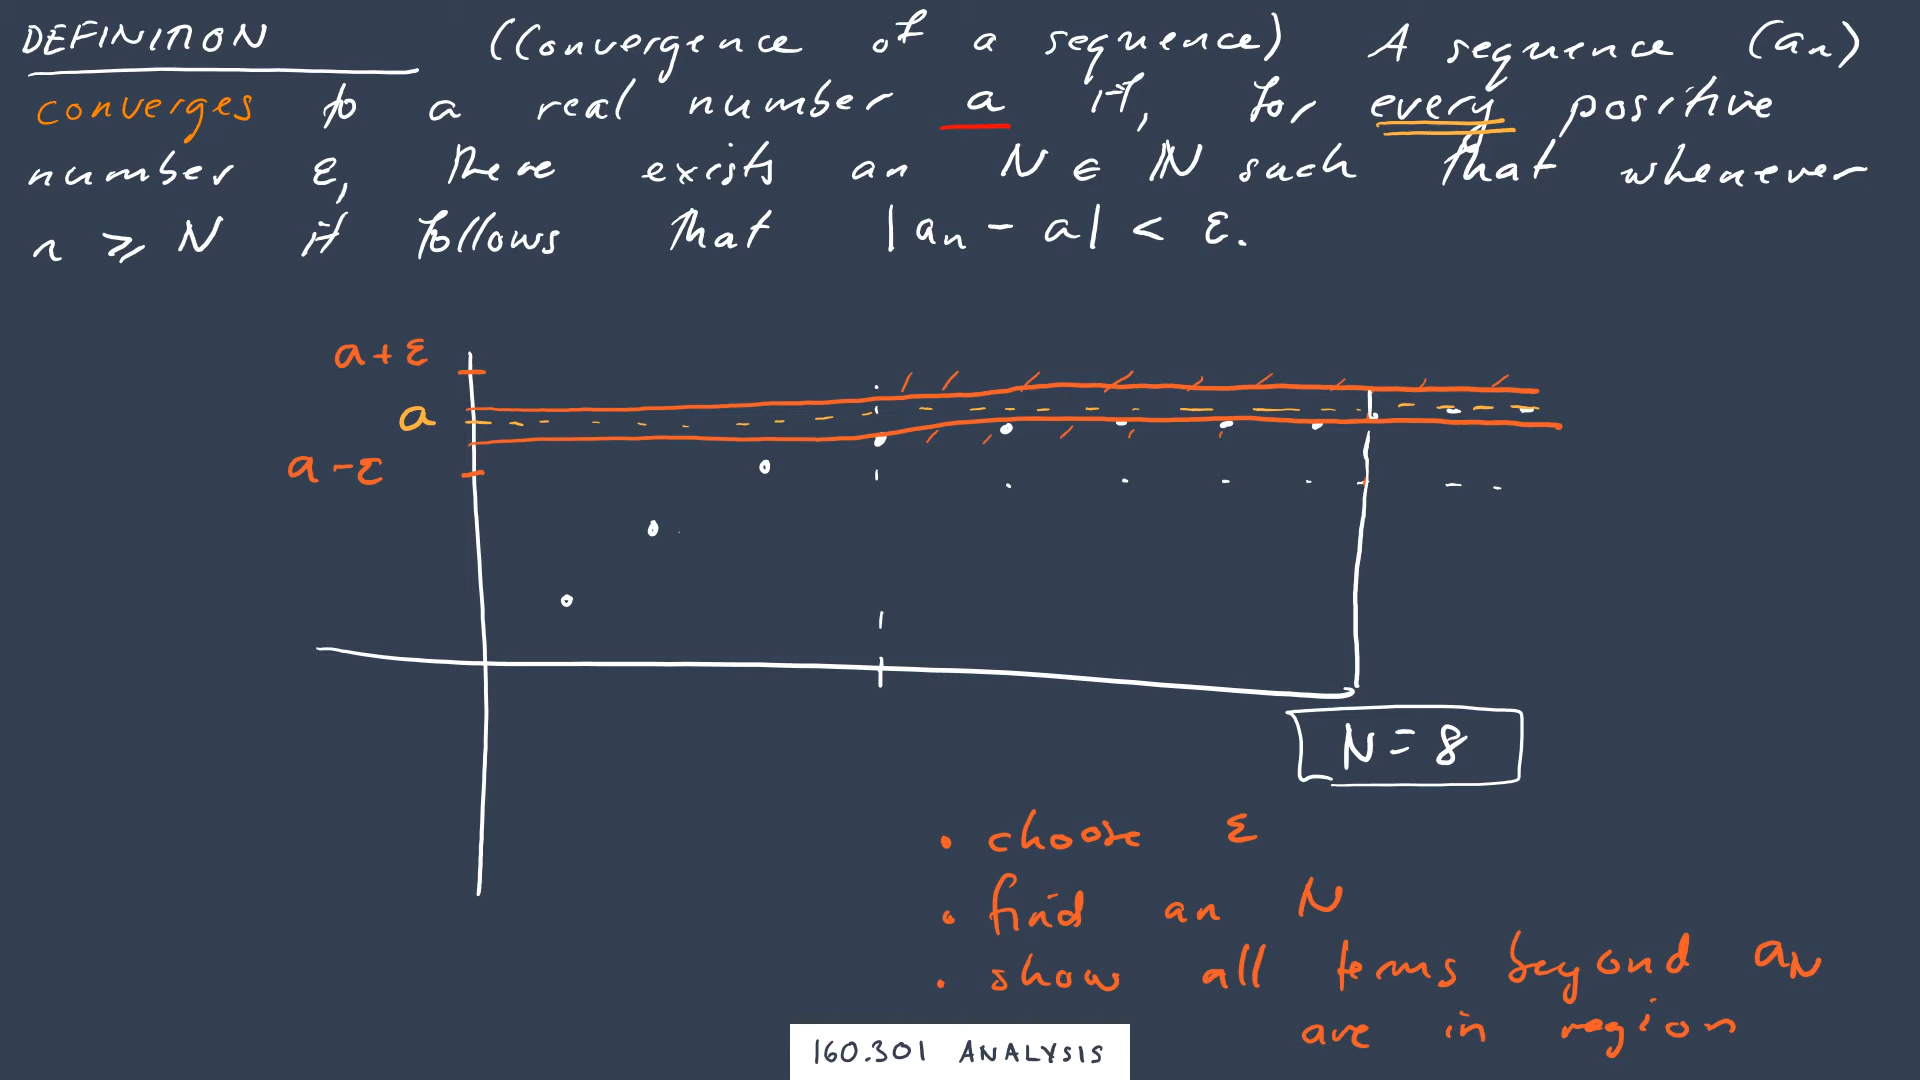 DEFINITION (Convergence of a sequence) A sequence (aₙ)
converges to a real number a if, for every positive
number ε, there exists an N ∈ ℕ such that whenever
n ⩾ N it follows that |aₙ - a| < ε.
a + ε
a
a - ε
N = 8
• choose ε
• find an N
• show all terms beyond a_N
are in region
160.301 ANALYSIS